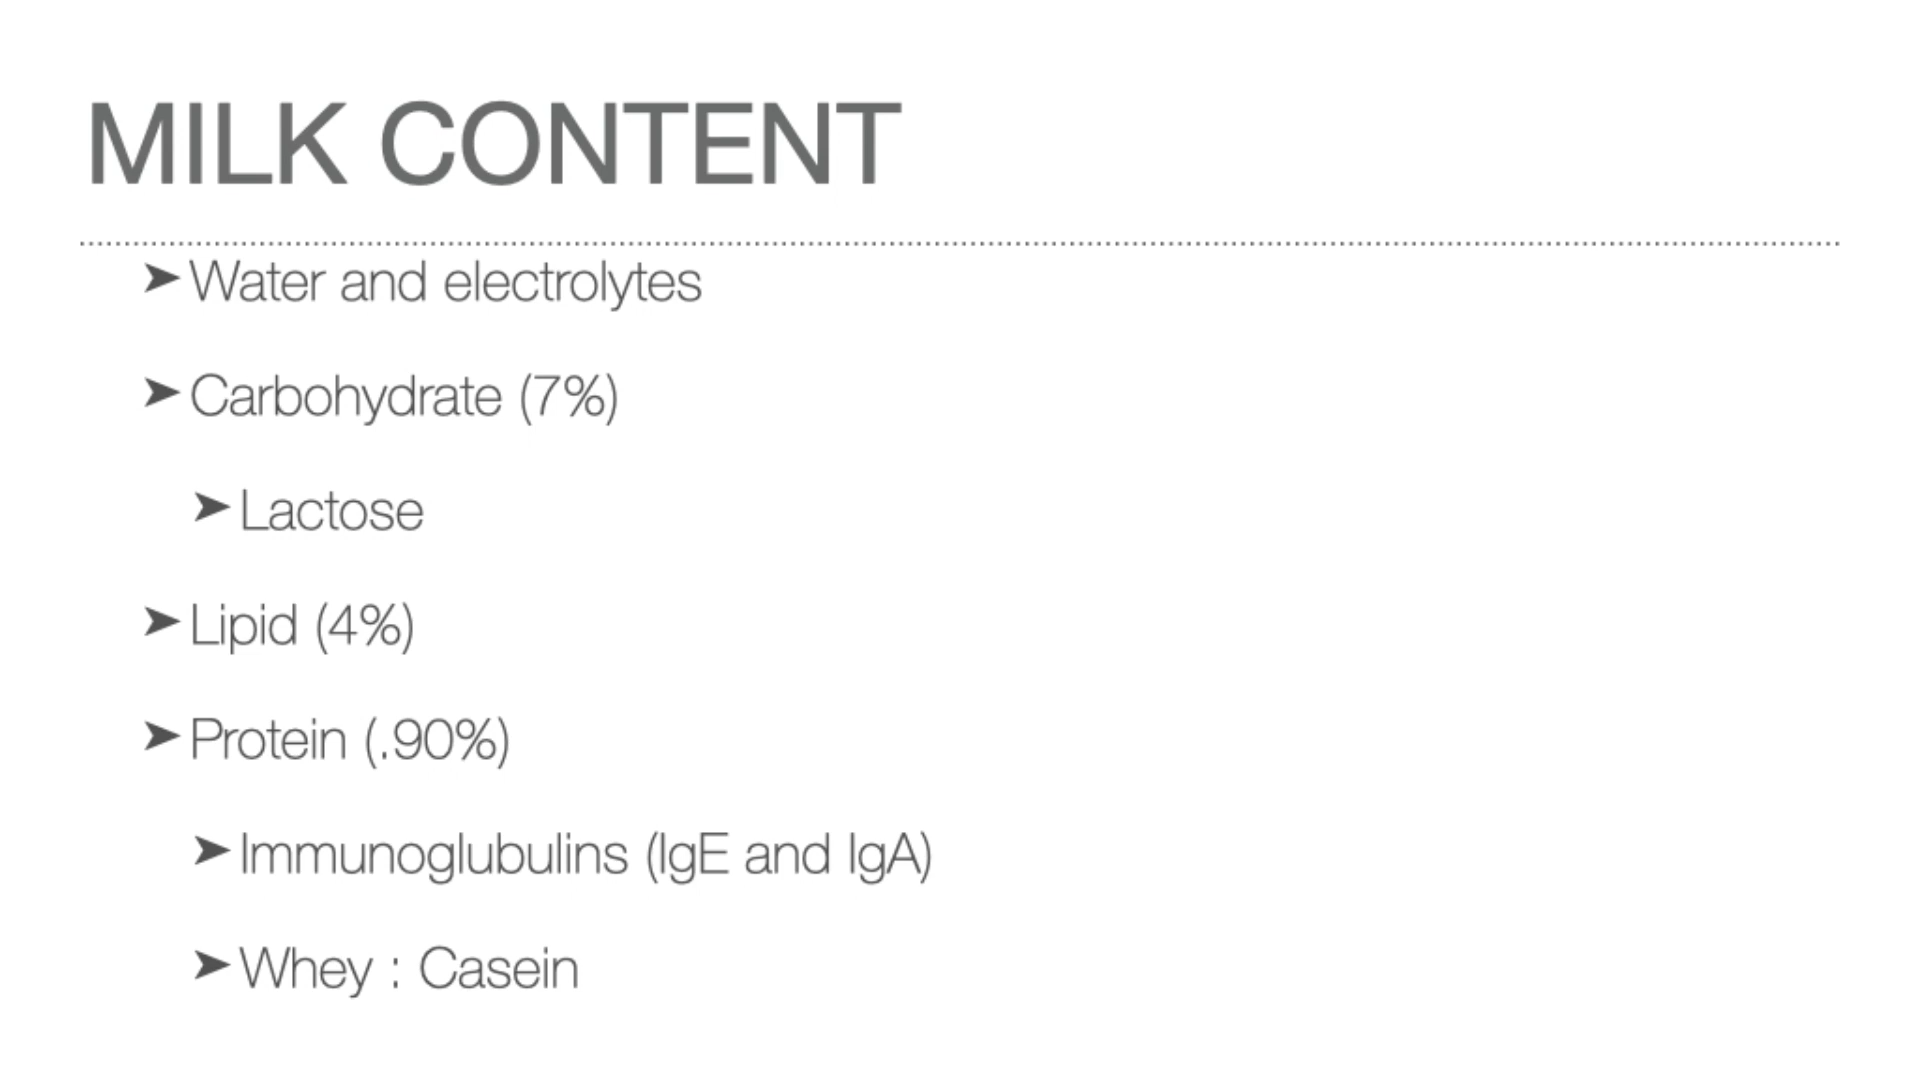 MILK CONTENT
➤ Water and electrolytes
➤ Carbohydrate (7%)
➤ Lactose
➤ Lipid (4%)
➤ Protein (.90%)
➤ Immunoglubulins (IgE and IgA)
➤ Whey : Casein